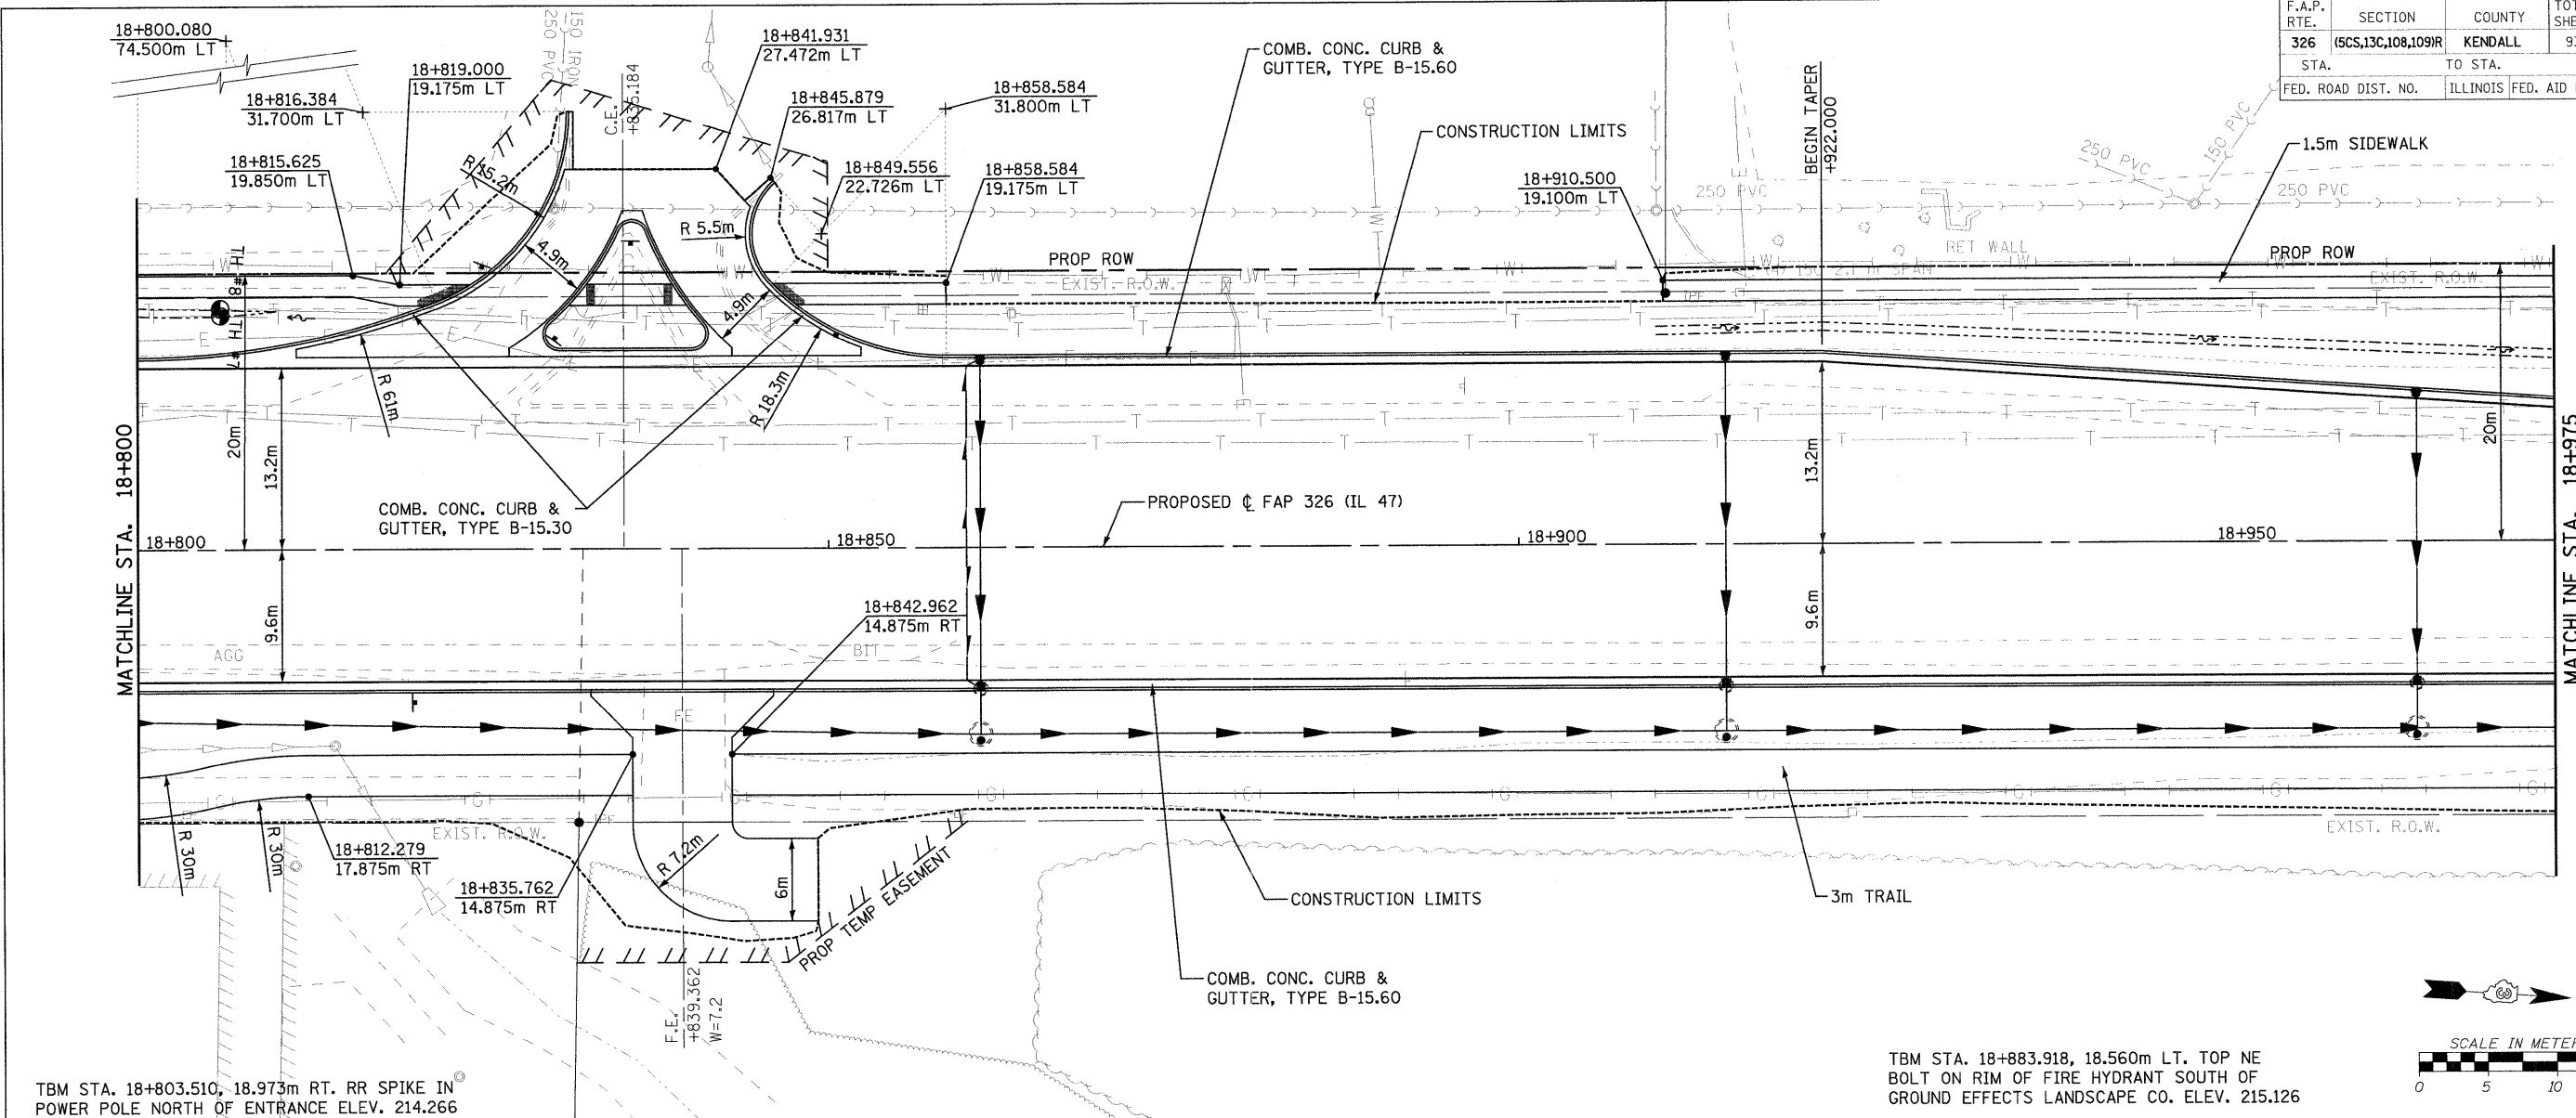 F.A.P.
RTE.
SECTION
COUNTY
326
(5CS,13C,108,109)R
KENDALL
STA.
TO STA.
FED. ROAD DIST. NO.
ILLINOIS
FED. AID
18+800.080
74.500m LT
18+819.000
19.175m LT
18+816.384
31.700m LT
18+815.625
19.850m LT
150 IRON
250 PVC
C.E.
+835.184
18+841.931
27.472m LT
18+845.879
26.817m LT
18+849.556
22.726m LT
18+858.584
31.800m LT
18+858.584
19.175m LT
COMB. CONC. CURB &
GUTTER, TYPE B-15.60
CONSTRUCTION LIMITS
18+910.500
19.100m LT
BEGIN TAPER
+922.000
250 PVC
150 PVC
250 PVC
250 PVC
1.5m SIDEWALK
R 15.2m
4.9m
R 5.5m
4.9m
PROP ROW
EXIST. R.O.W.
RET WALL
PROP ROW
EXIST. R.O.W.
IPF
TH #8
TH #7
R 61m
R 18.3m
20m
13.2m
13.2m
20m
COMB. CONC. CURB &
GUTTER, TYPE B-15.30
PROPOSED ℄ FAP 326 (IL 47)
MATCHLINE STA. 18+800
18+800
18+850
18+900
18+950
MATCHLINE STA. 18+975
9.6m
9.6m
18+842.962
14.875m RT
AGG
BIT
FE
R 30m
R 30m
18+812.279
17.875m RT
EXIST. R.O.W.
IPF
18+835.762
14.875m RT
R 7.2m
6m
PROP TEMP EASEMENT
CONSTRUCTION LIMITS
3m TRAIL
EXIST. R.O.W.
COMB. CONC. CURB &
GUTTER, TYPE B-15.60
F.E.
+839.362
W=7.2
TBM STA. 18+803.510, 18.973m RT. RR SPIKE IN
POWER POLE NORTH OF ENTRANCE ELEV. 214.266
TBM STA. 18+883.918, 18.560m LT. TOP NE
BOLT ON RIM OF FIRE HYDRANT SOUTH OF
GROUND EFFECTS LANDSCAPE CO. ELEV. 215.126
SCALE IN METER
0 5 10